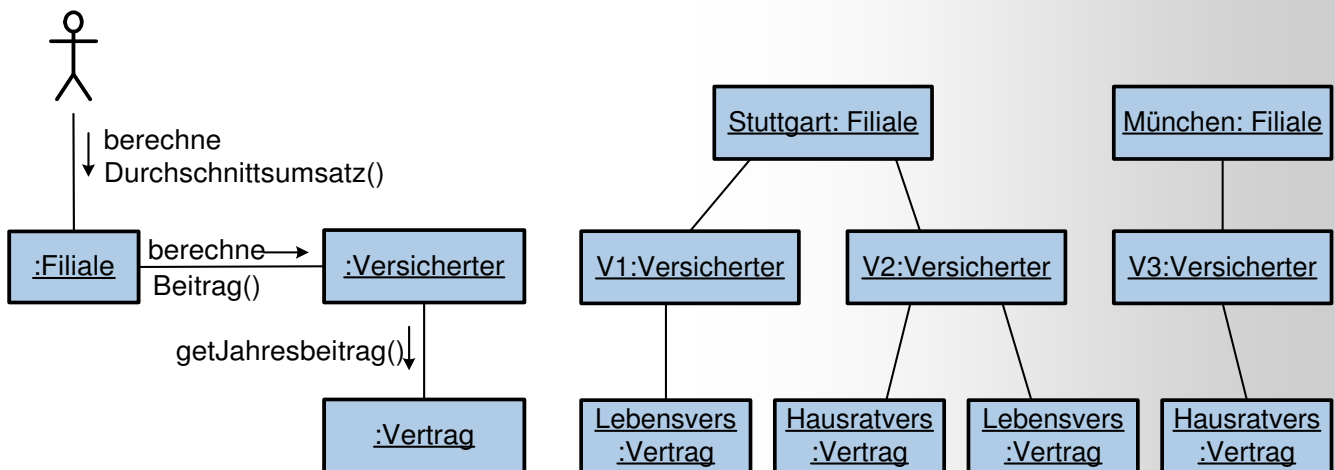 berechne
Durchschnittsumsatz()
:Filiale
berechne
Beitrag()
:Versicherter
getJahresbeitrag()
:Vertrag
Stuttgart: Filiale
München: Filiale
V1:Versicherter
V2:Versicherter
V3:Versicherter
Lebensvers
:Vertrag
Hausratvers
:Vertrag
Lebensvers
:Vertrag
Hausratvers
:Vertrag